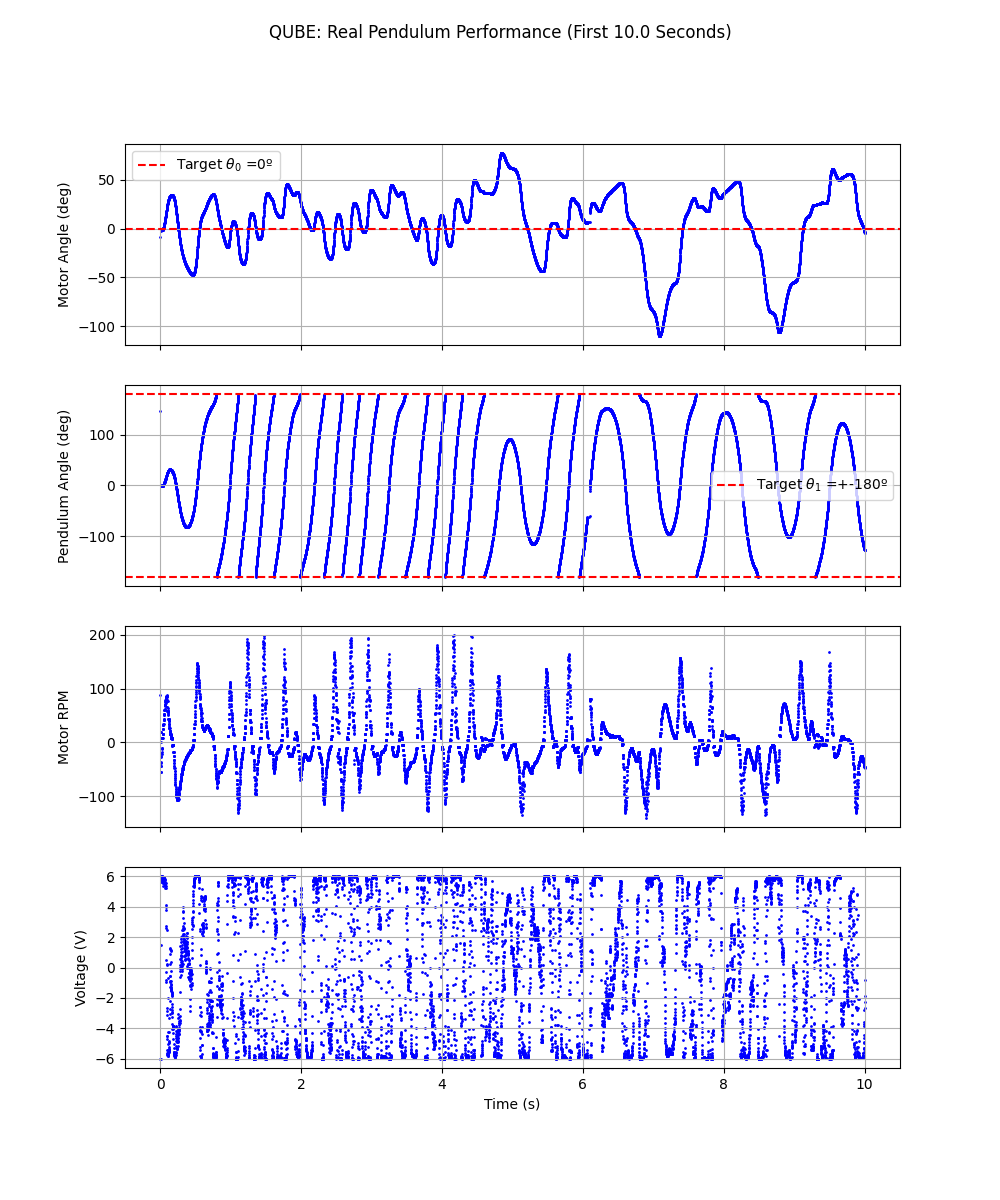 QUBE: Real Pendulum Performance (First 10.0 Seconds)
Motor Angle (deg)
50
0
−50
−100
Target θ0 =0º
Pendulum Angle (deg)
100
0
−100
Target θ1 =+-180º
Motor RPM
200
100
0
−100
Voltage (V)
6
4
2
0
−2
−4
−6
0 2 4 6 8 10
Time (s)